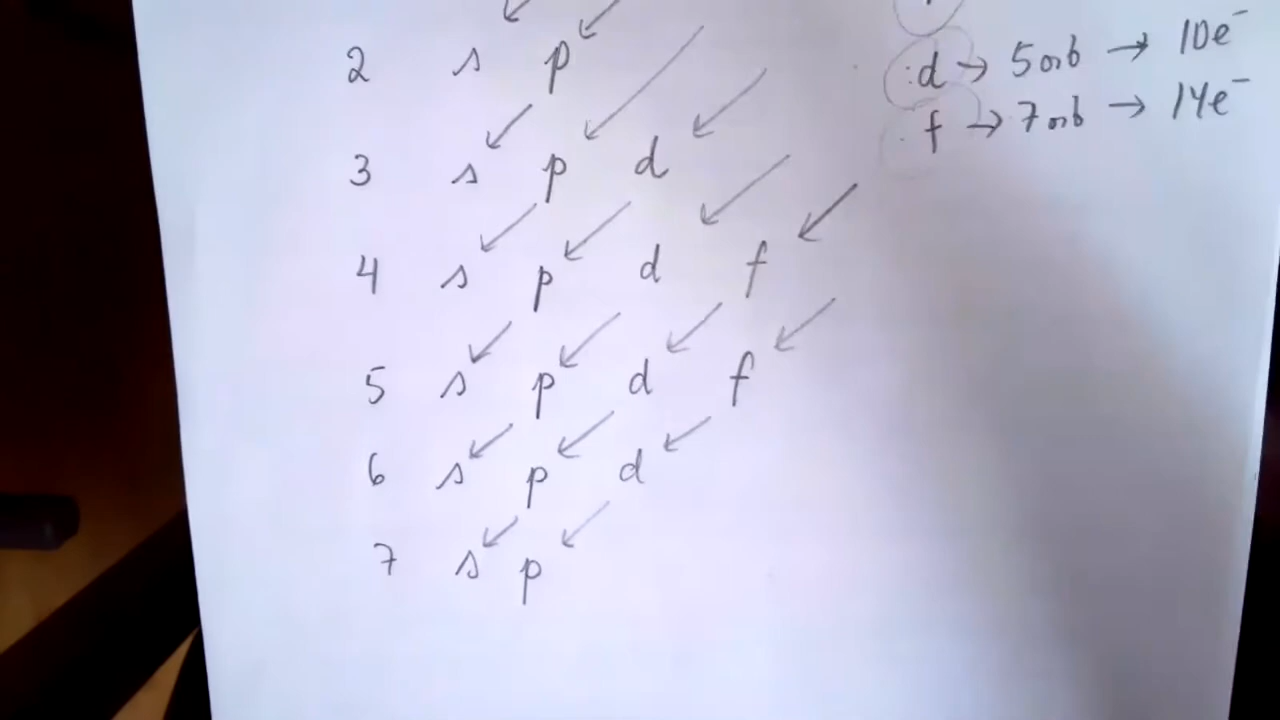 2 s p
3 s p d
4 s p d f
5 s p d f
6 s p d
7 s p
d → 5 orb → 10e⁻
f → 7 orb → 14e⁻